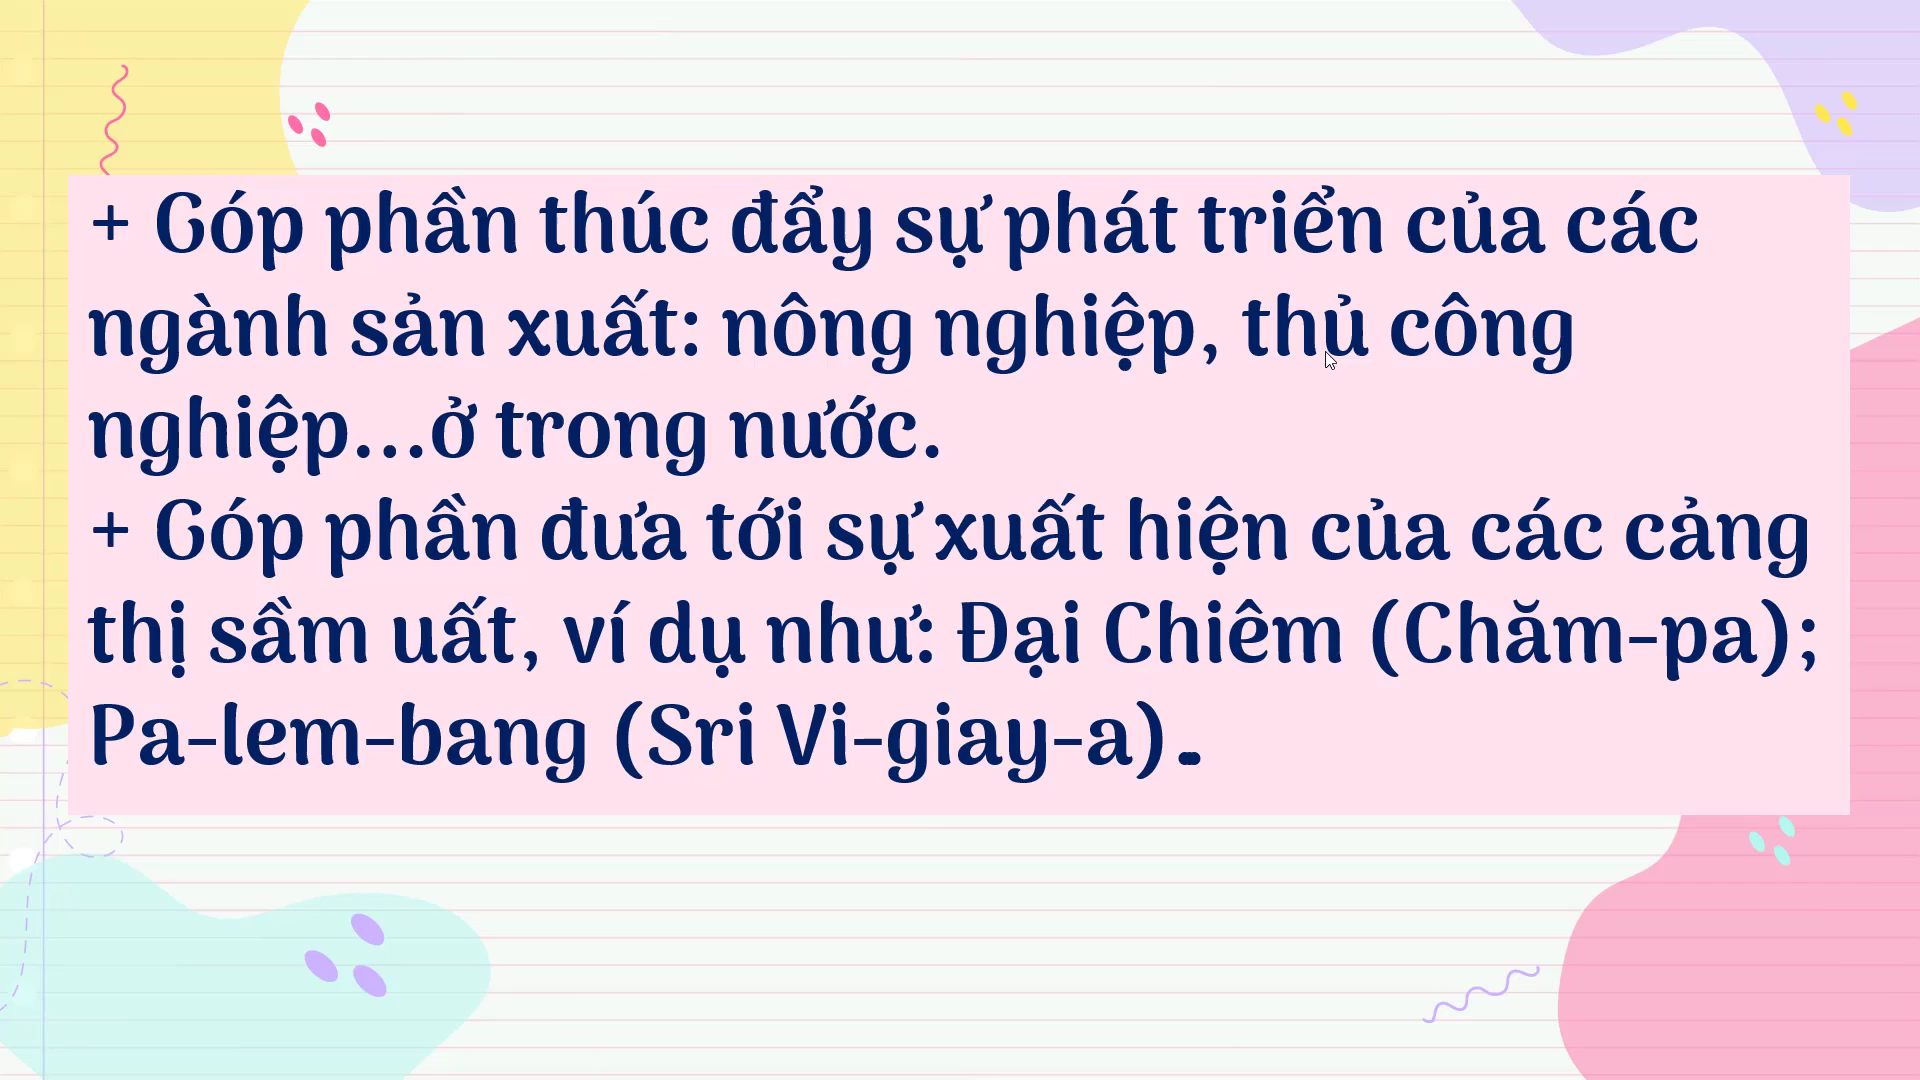 + Góp phần thúc đẩy sự phát triển của các
ngành sản xuất: nông nghiệp, thủ công
nghiệp...ở trong nước.
+ Góp phần đưa tới sự xuất hiện của các cảng
thị sầm uất, ví dụ như: Đại Chiêm (Chăm-pa);
Pa-lem-bang (Sri Vi-giay-a)..